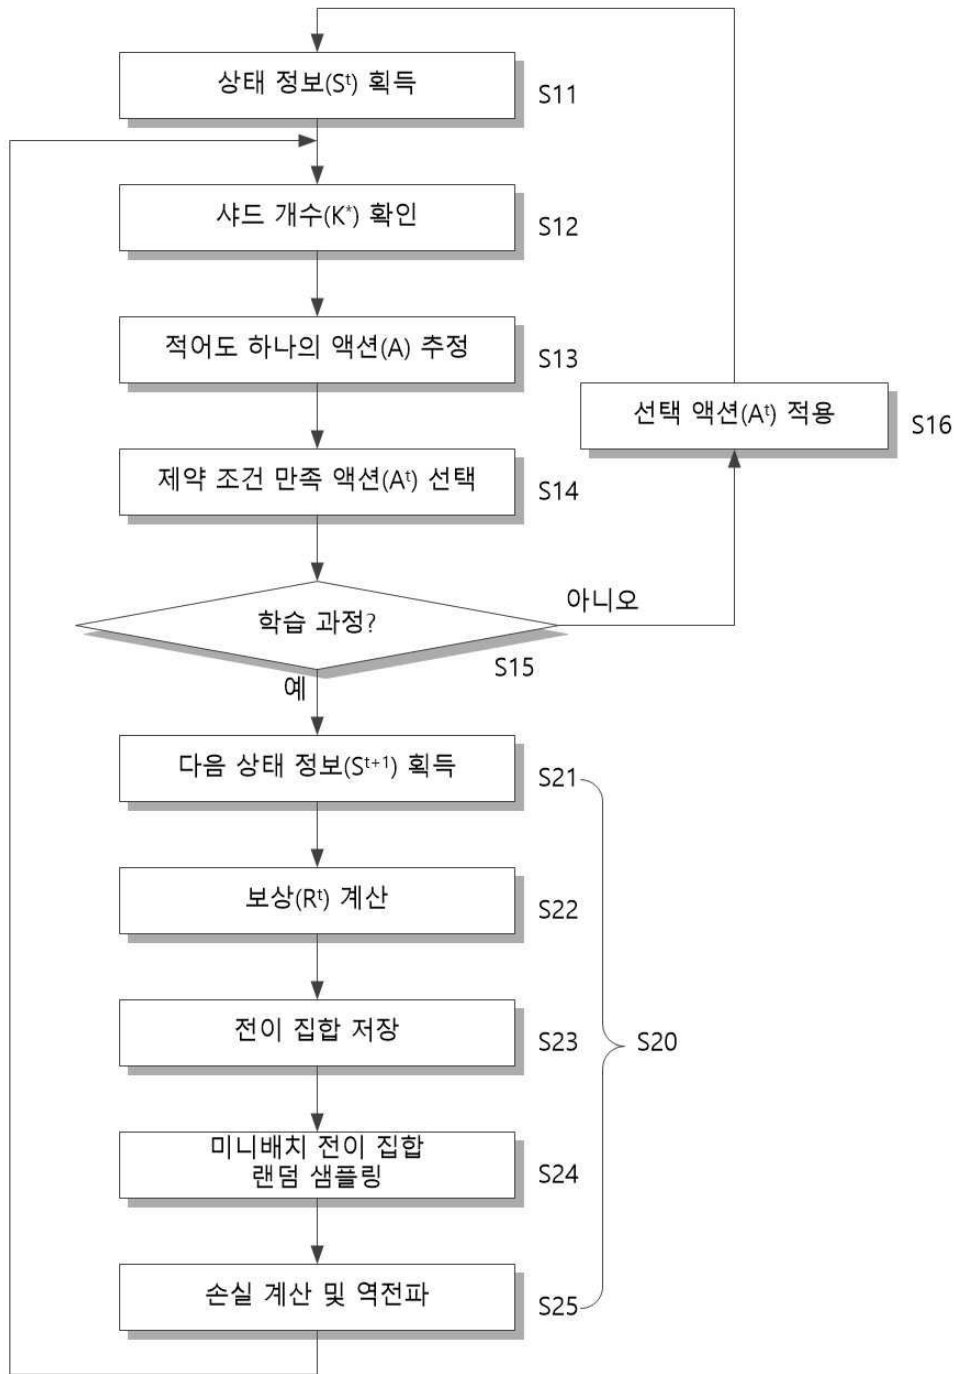 상태 정보(Sᵗ) 획득
S11
샤드 개수(K*) 확인
S12
적어도 하나의 액션(A) 추정
S13
선택 액션(Aᵗ) 적용
S16
제약 조건 만족 액션(Aᵗ) 선택
S14
아니오
학습 과정?
S15
예
다음 상태 정보(Sᵗ⁺¹) 획득
S21
보상(Rᵗ) 계산
S22
전이 집합 저장
S23
S20
미니배치 전이 집합
랜덤 샘플링
S24
손실 계산 및 역전파
S25